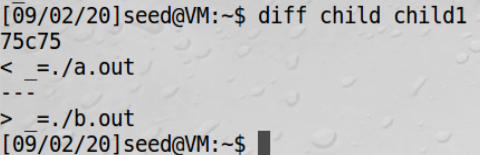 [09/02/20]seed@VM:~$ diff child child1
75c75
< _=./a.out
---
> _=./b.out
[09/02/20]seed@VM:~$